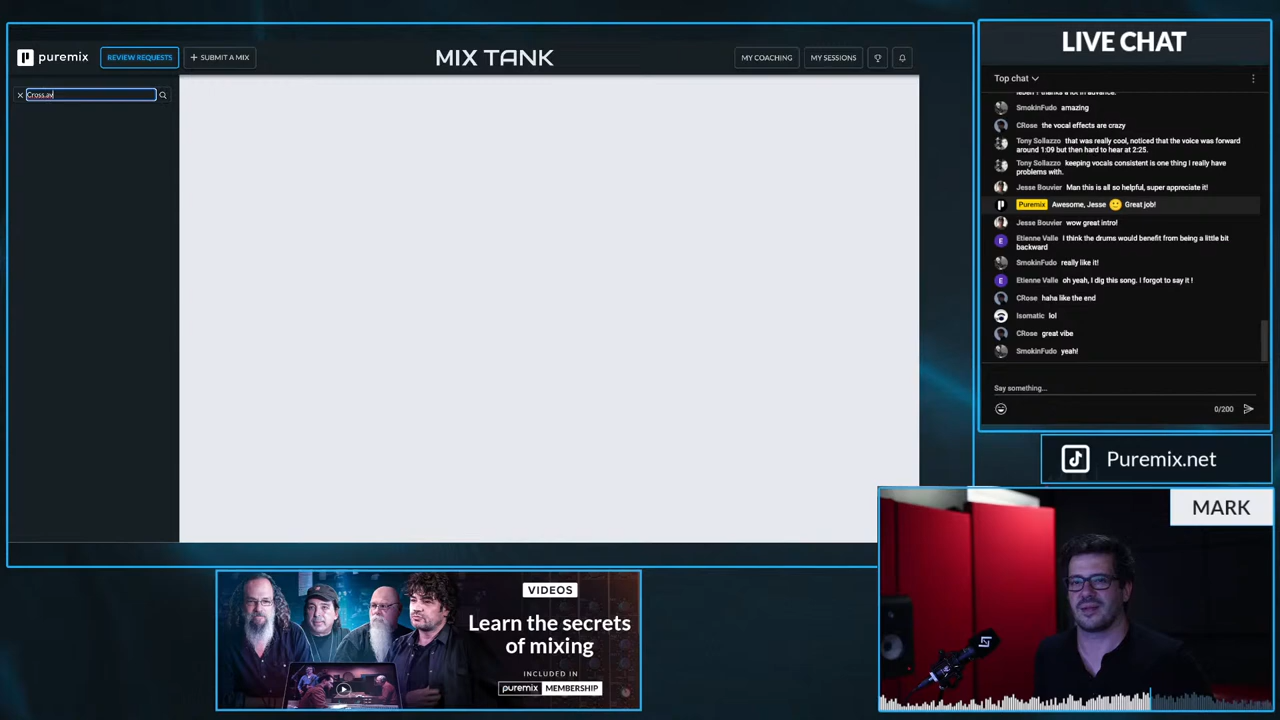 puremix
REVIEW REQUESTS
+ SUBMIT A MIX
MIX TANK
MY COACHING
MY SESSIONS
Cross.av
LIVE CHAT
Top chat
SmokinFudo amazing
CRose the vocal effects are crazy
Tony Sollazzo that was really cool, noticed that the voice was forward
around 1:09 but then hard to hear at 2:25.
Tony Sollazzo keeping vocals consistent is one thing I really have
problems with.
Jesse Bouvier Man this is all so helpful, super appreciate it!
Puremix Awesome, Jesse 🙂 Great job!
Jesse Bouvier wow great intro!
E Etienne Valle I think the drums would benefit from being a little bit
backward
SmokinFudo really like it!
E Etienne Valle oh yeah, I dig this song. I forgot to say it !
CRose haha like the end
Isomatic lol
CRose great vibe
SmokinFudo yeah!
Say something...
0/200
Puremix.net
MARK
VIDEOS
Learn the secrets
of mixing
INCLUDED IN
puremix MEMBERSHIP